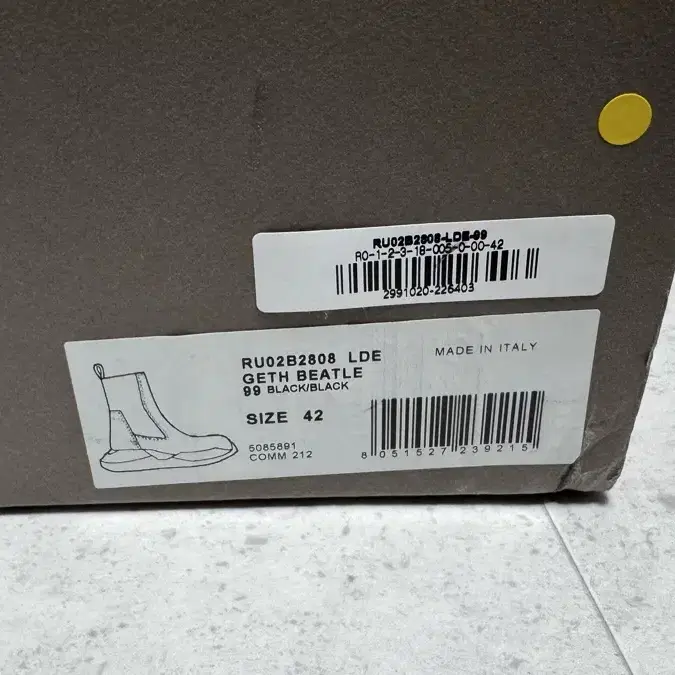 RU02B2808-LDE-99
R0-1-2-3-18-005-0-00-42
2991020-226403
RU02B2808 LDE
MADE IN ITALY
GETH BEATLE
99 BLACK/BLACK
SIZE 42
5085891
COMM 212
8 051527 239215